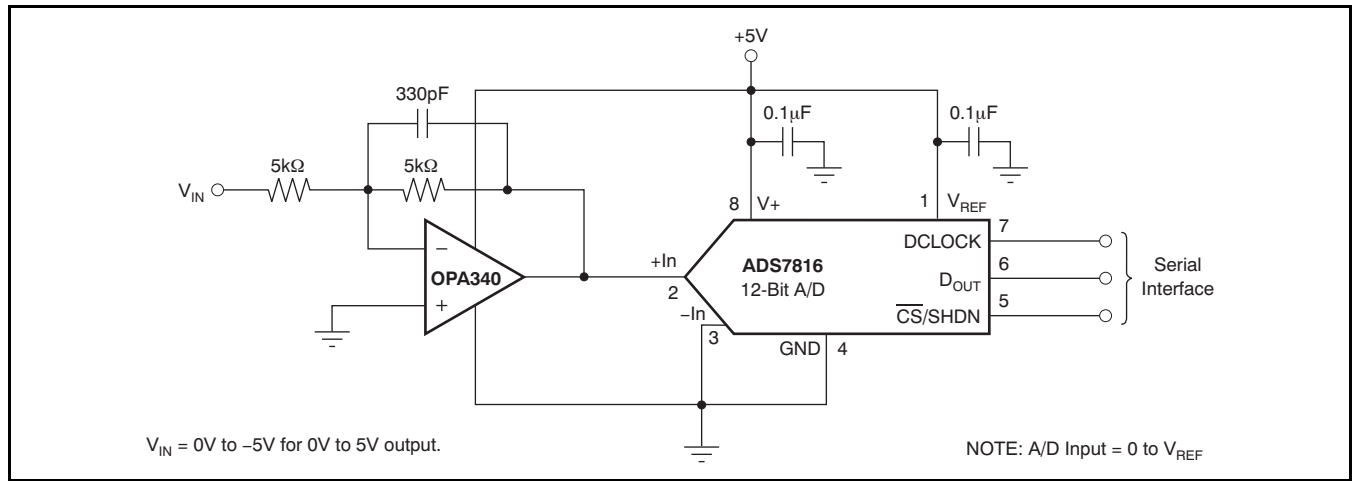 +5V
330pF
0.1μF
0.1μF
5kΩ
5kΩ
V_IN
8 V+
1 V_REF
−
OPA340
+
+In
2
−In
3
ADS7816
12-Bit A/D
GND 4
DCLOCK
7
D_OUT
6
C̅S̅/SHDN
5
Serial
Interface
V_IN = 0V to −5V for 0V to 5V output.
NOTE: A/D Input = 0 to V_REF